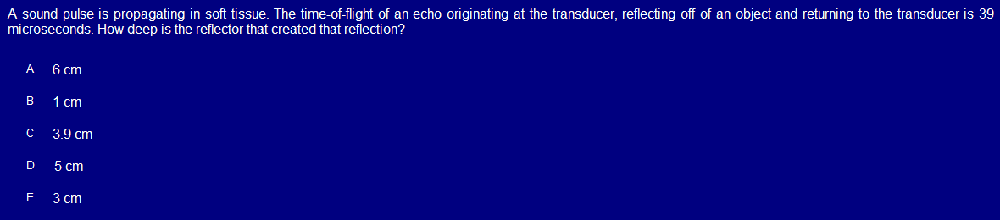 A sound pulse is propagating in soft tissue. The time-of-flight of an echo originating at the transducer, reflecting off of an object and returning to the transducer is 39
microseconds. How deep is the reflector that created that reflection?
A 6 cm
B 1 cm
C 3.9 cm
D 5 cm
E 3 cm